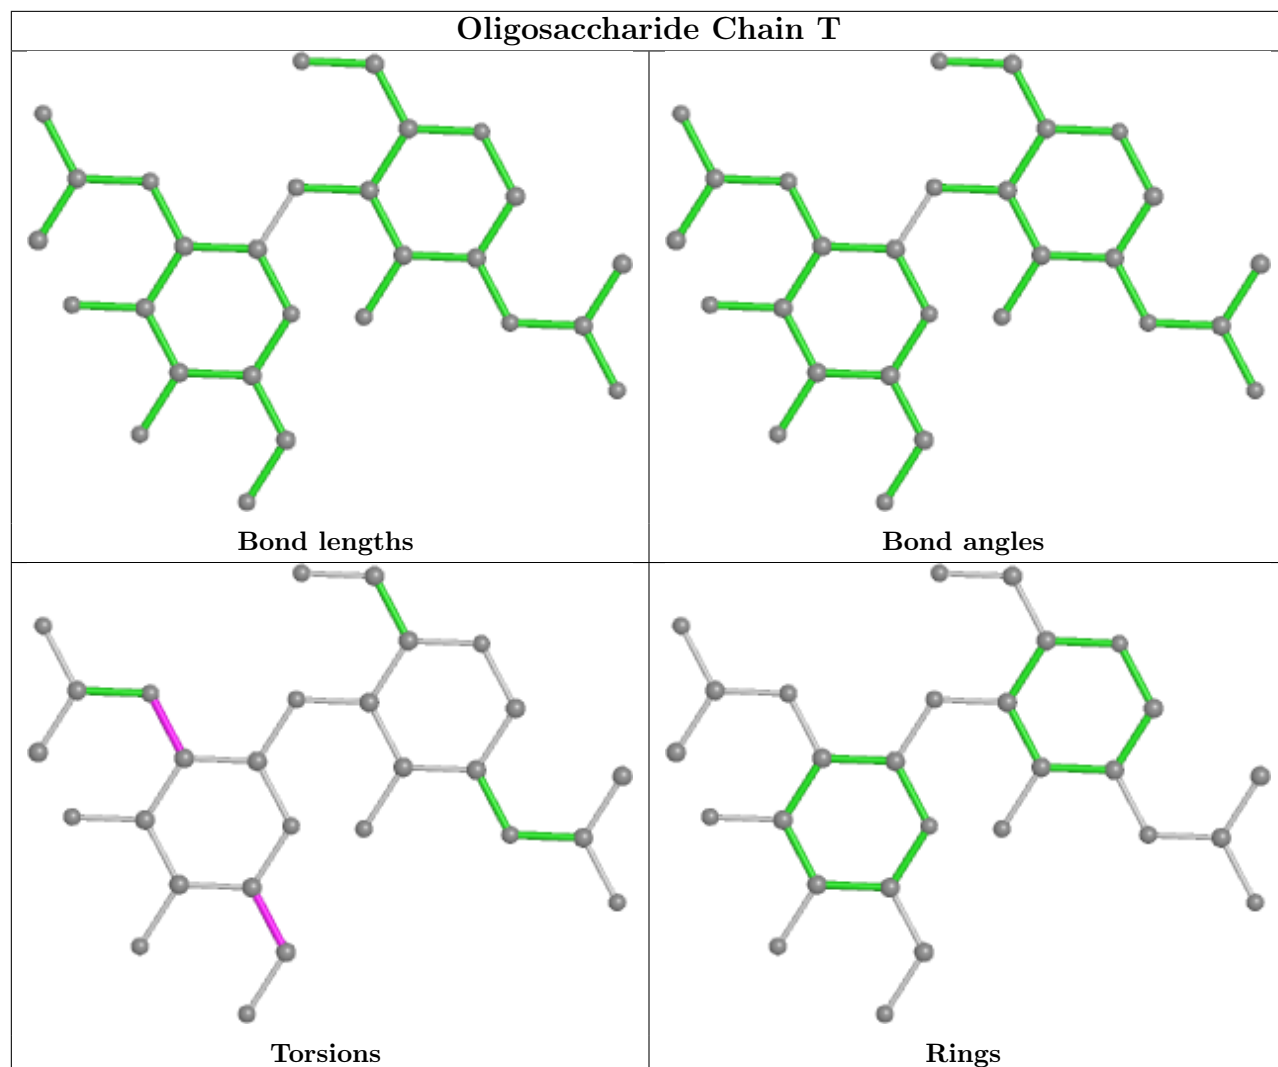 Oligosaccharide Chain T
Bond lengths
Bond angles
Torsions
Rings